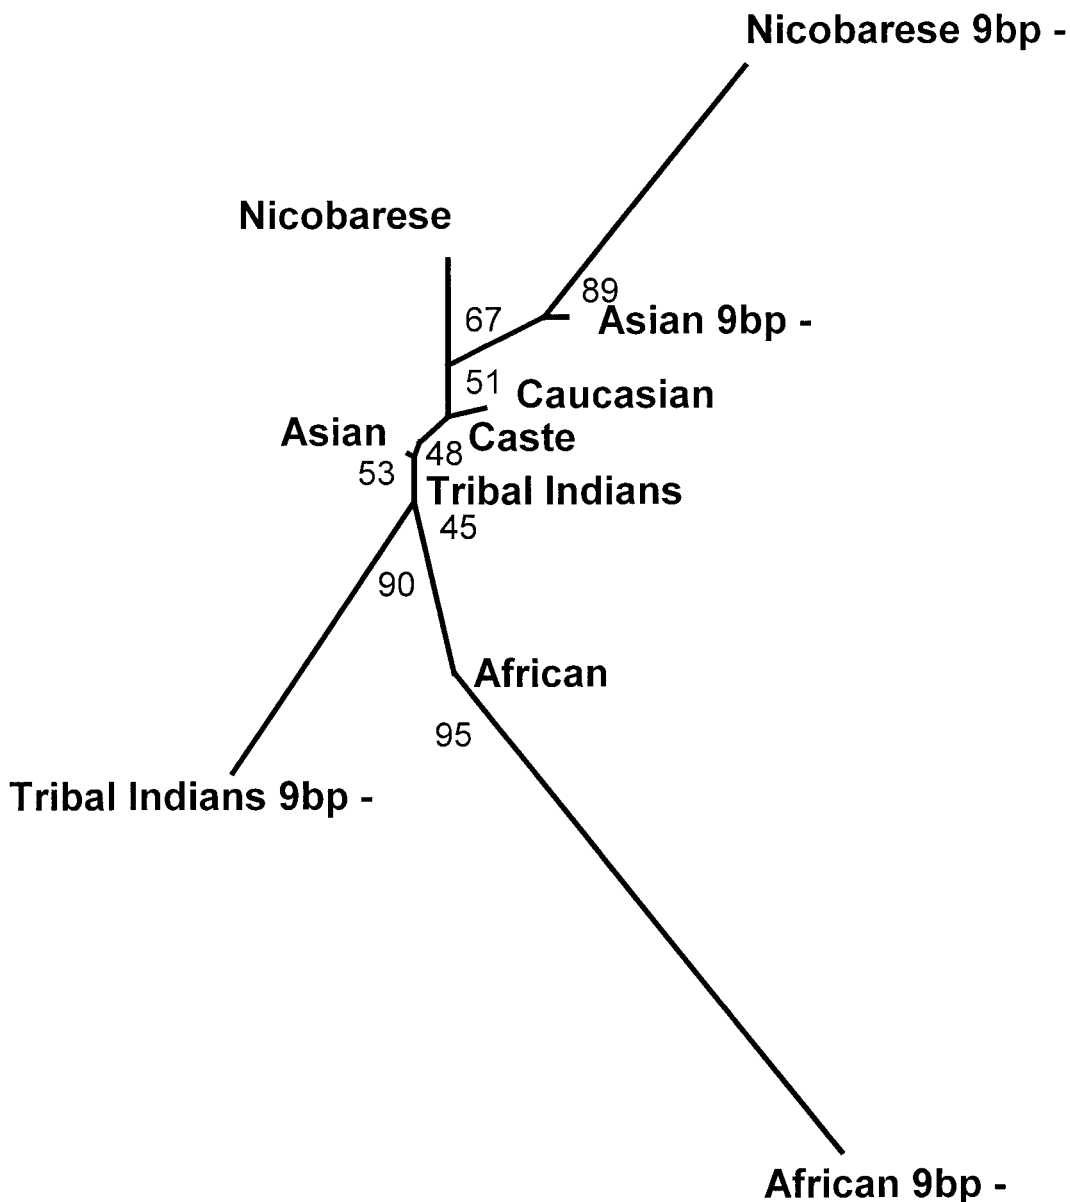 Nicobarese 9bp -
Nicobarese
89
67
Asian 9bp -
51
Caucasian
Asian
Caste
48
53
Tribal Indians
45
90
African
95
Tribal Indians 9bp -
African 9bp -